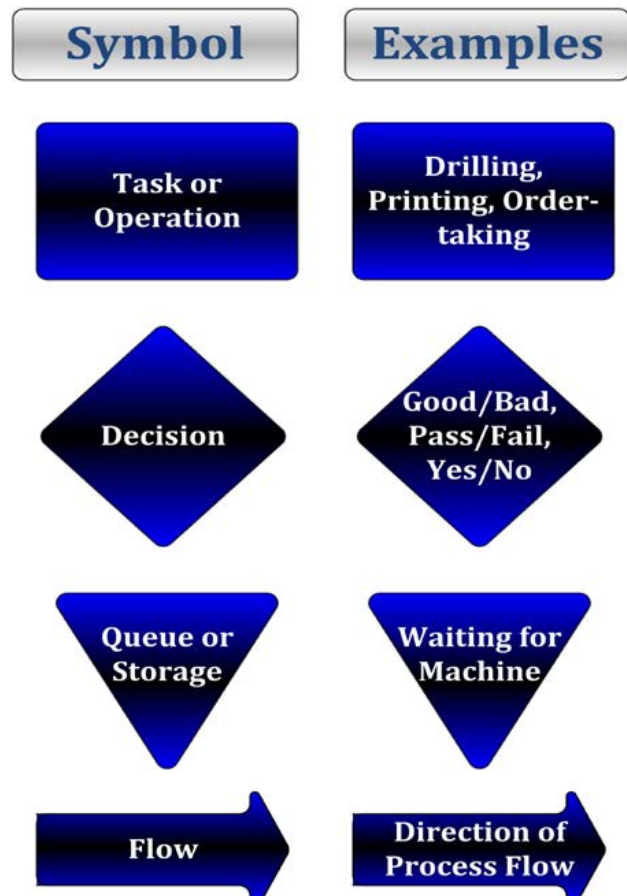 Symbol
Examples
Task or
Operation
Drilling,
Printing, Order-
taking
Decision
Good/Bad,
Pass/Fail,
Yes/No
Queue or
Storage
Waiting for
Machine
Flow
Direction of
Process Flow